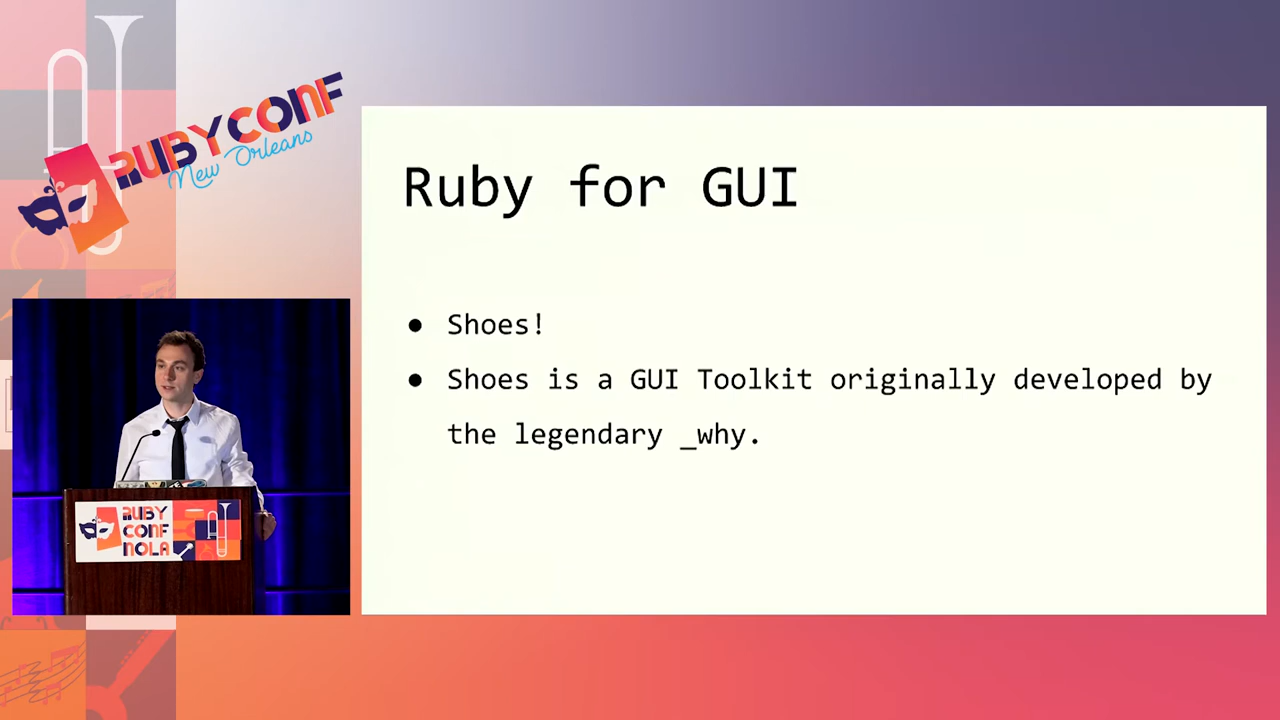 RUBYCONF
New Orleans
Ruby for GUI
● Shoes!
● Shoes is a GUI Toolkit originally developed by
the legendary _why.
RUBY
CONF
NOLA